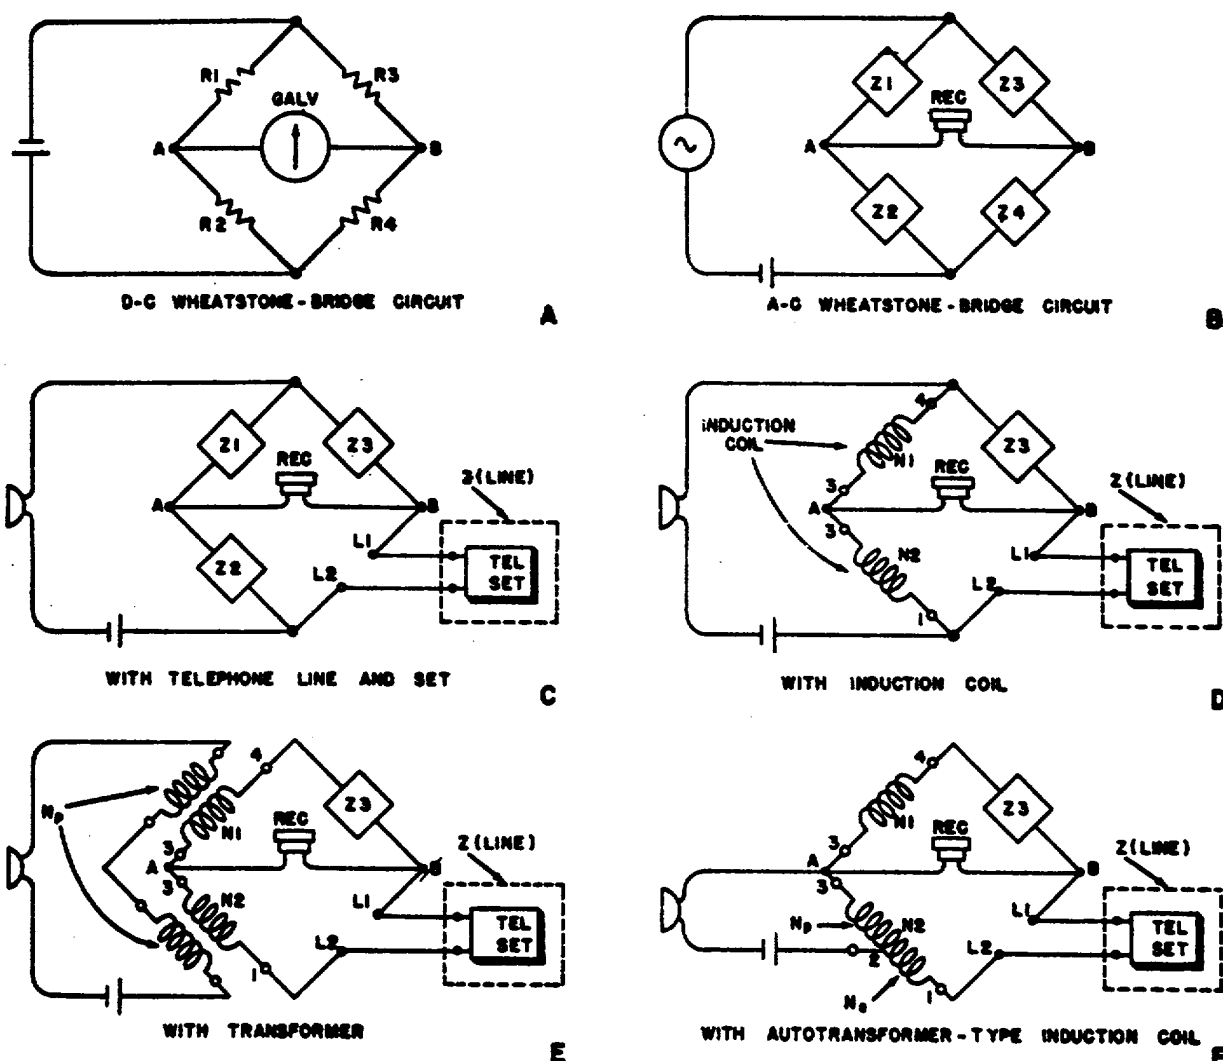 R1
R3
GALV
A
B
R2
R4
D-C WHEATSTONE-BRIDGE CIRCUIT
A
Z1
Z3
REC
A
B
Z2
Z4
A-C WHEATSTONE-BRIDGE CIRCUIT
B
Z1
Z3
REC
3(LINE)
A
B
L1
Z2
L2
TEL
SET
WITH TELEPHONE LINE AND SET
C
4
INDUCTION
COIL
N1
Z3
REC
Z(LINE)
3
A
B
3
N2
L1
L2
TEL
SET
1
WITH INDUCTION COIL
D
4
Np
N1
Z3
REC
Z(LINE)
3
A
B
3
N2
L1
L2
TEL
SET
1
WITH TRANSFORMER
E
4
N1
Z3
REC
Z(LINE)
3
A
B
3
Np
N2
L1
L2
TEL
SET
2
1
Ns
WITH AUTOTRANSFORMER-TYPE INDUCTION COIL
F